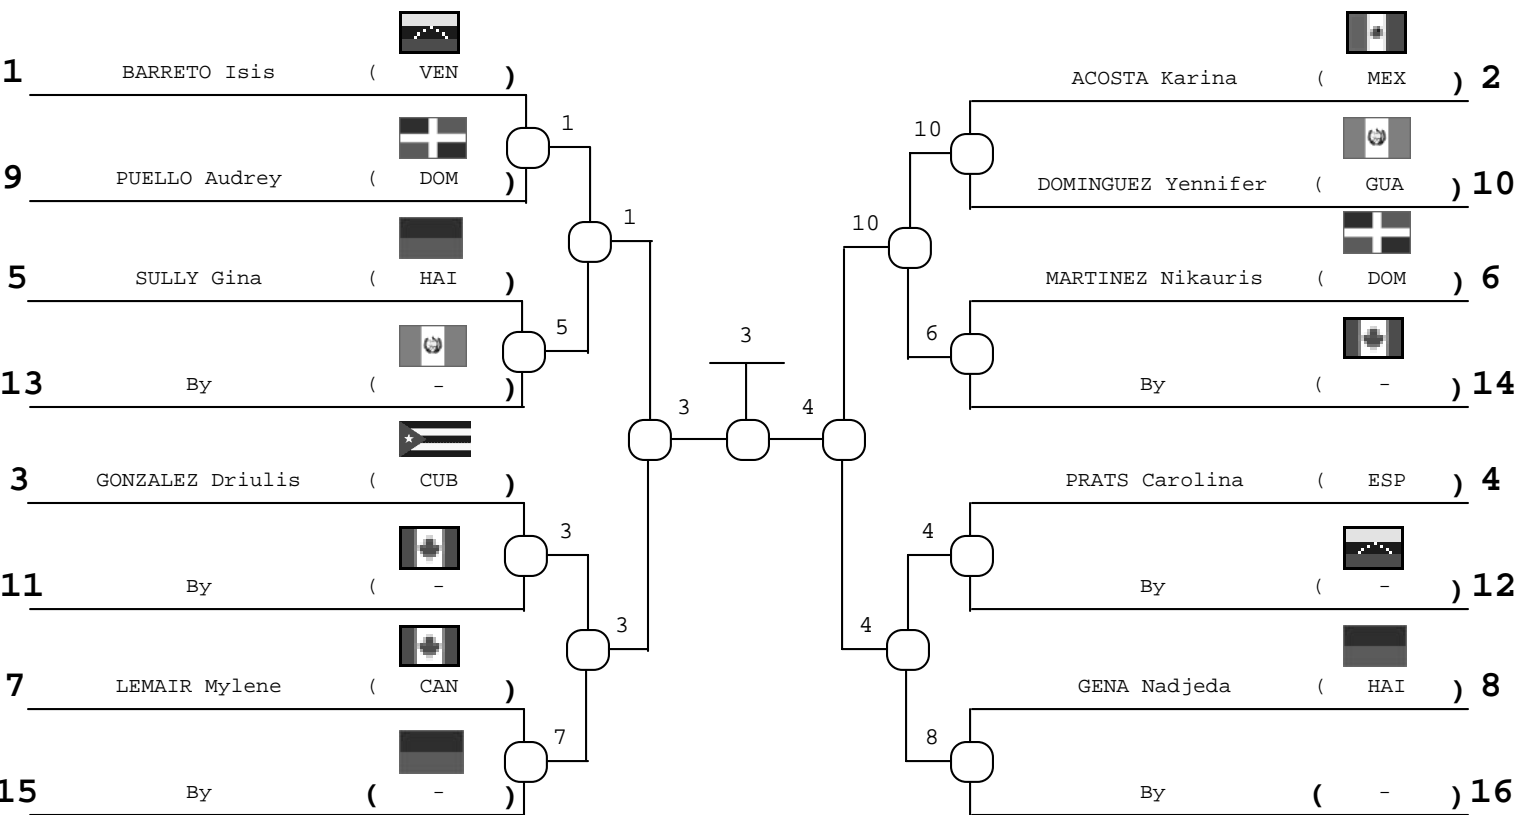 1 BARRETO Isis ( VEN )
1
9 PUELLO Audrey ( DOM )
1
5 SULLY Gina ( HAI )
5
13 By ( - )
3
3 GONZALEZ Driulis ( CUB )
3
11 By ( - )
3
7 LEMAIR Mylene ( CAN )
7
15 By ( - )
3
ACOSTA Karina ( MEX ) 2
10
DOMINGUEZ Yennifer ( GUA ) 10
10
MARTINEZ Nikauris ( DOM ) 6
6
By ( - ) 14
4
PRATS Carolina ( ESP ) 4
4
By ( - ) 12
4
GENA Nadjeda ( HAI ) 8
8
By ( - ) 16